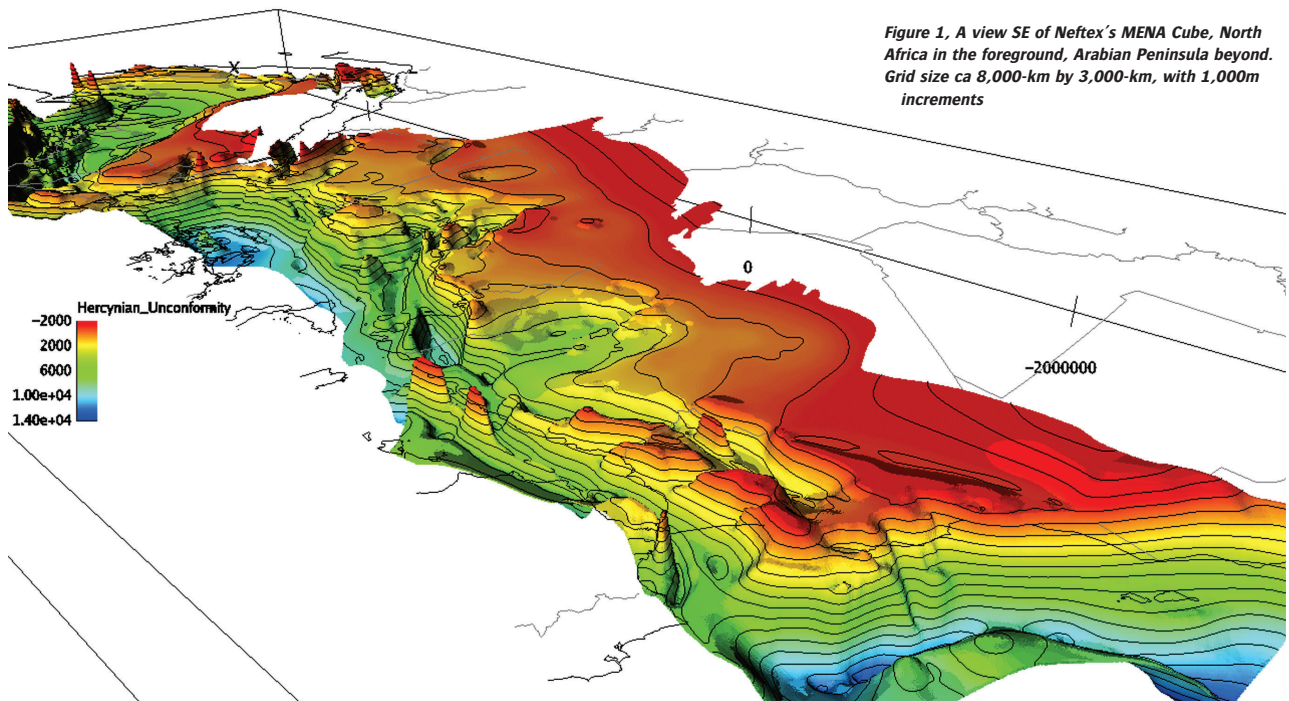 Figure 1, A view SE of Neftex´s MENA Cube, North
Africa in the foreground, Arabian Peninsula beyond.
Grid size ca 8,000-km by 3,000-km, with 1,000m
increments
X
0
-2000000
Hercynian_Unconformity
-2000
2000
6000
1.00e+04
1.40e+04